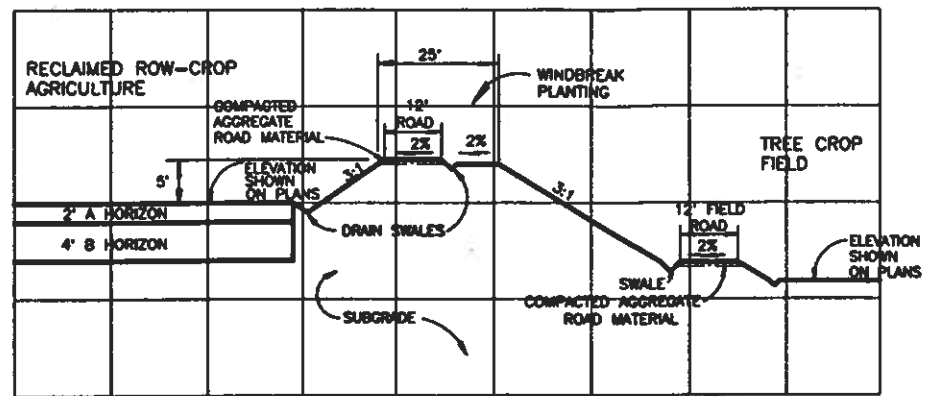 RECLAIMED ROW-CROP
AGRICULTURE
25'
WINDBREAK
PLANTING
COMPACTED
AGGREGATE
ROAD MATERIAL
12'
ROAD
2%
2%
TREE CROP
FIELD
5'
ELEVATION
SHOWN
ON PLANS
3:1
3:1
2' A HORIZON
4' B HORIZON
DRAIN SWALES
12' FIELD
ROAD
2%
ELEVATION
SHOWN
ON PLANS
SWALE
COMPACTED AGGREGATE
ROAD MATERIAL
SUBGRADE